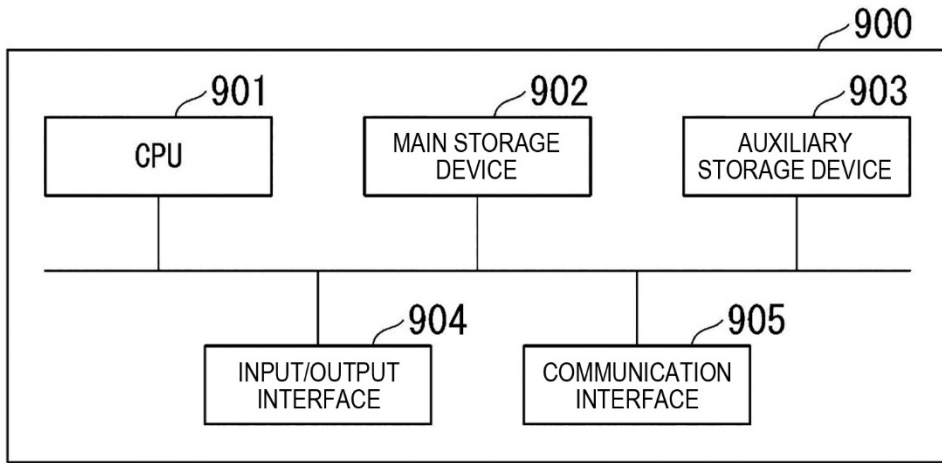 900
901
902
903
CPU
MAIN STORAGE
DEVICE
AUXILIARY
STORAGE DEVICE
904
905
INPUT/OUTPUT
INTERFACE
COMMUNICATION
INTERFACE